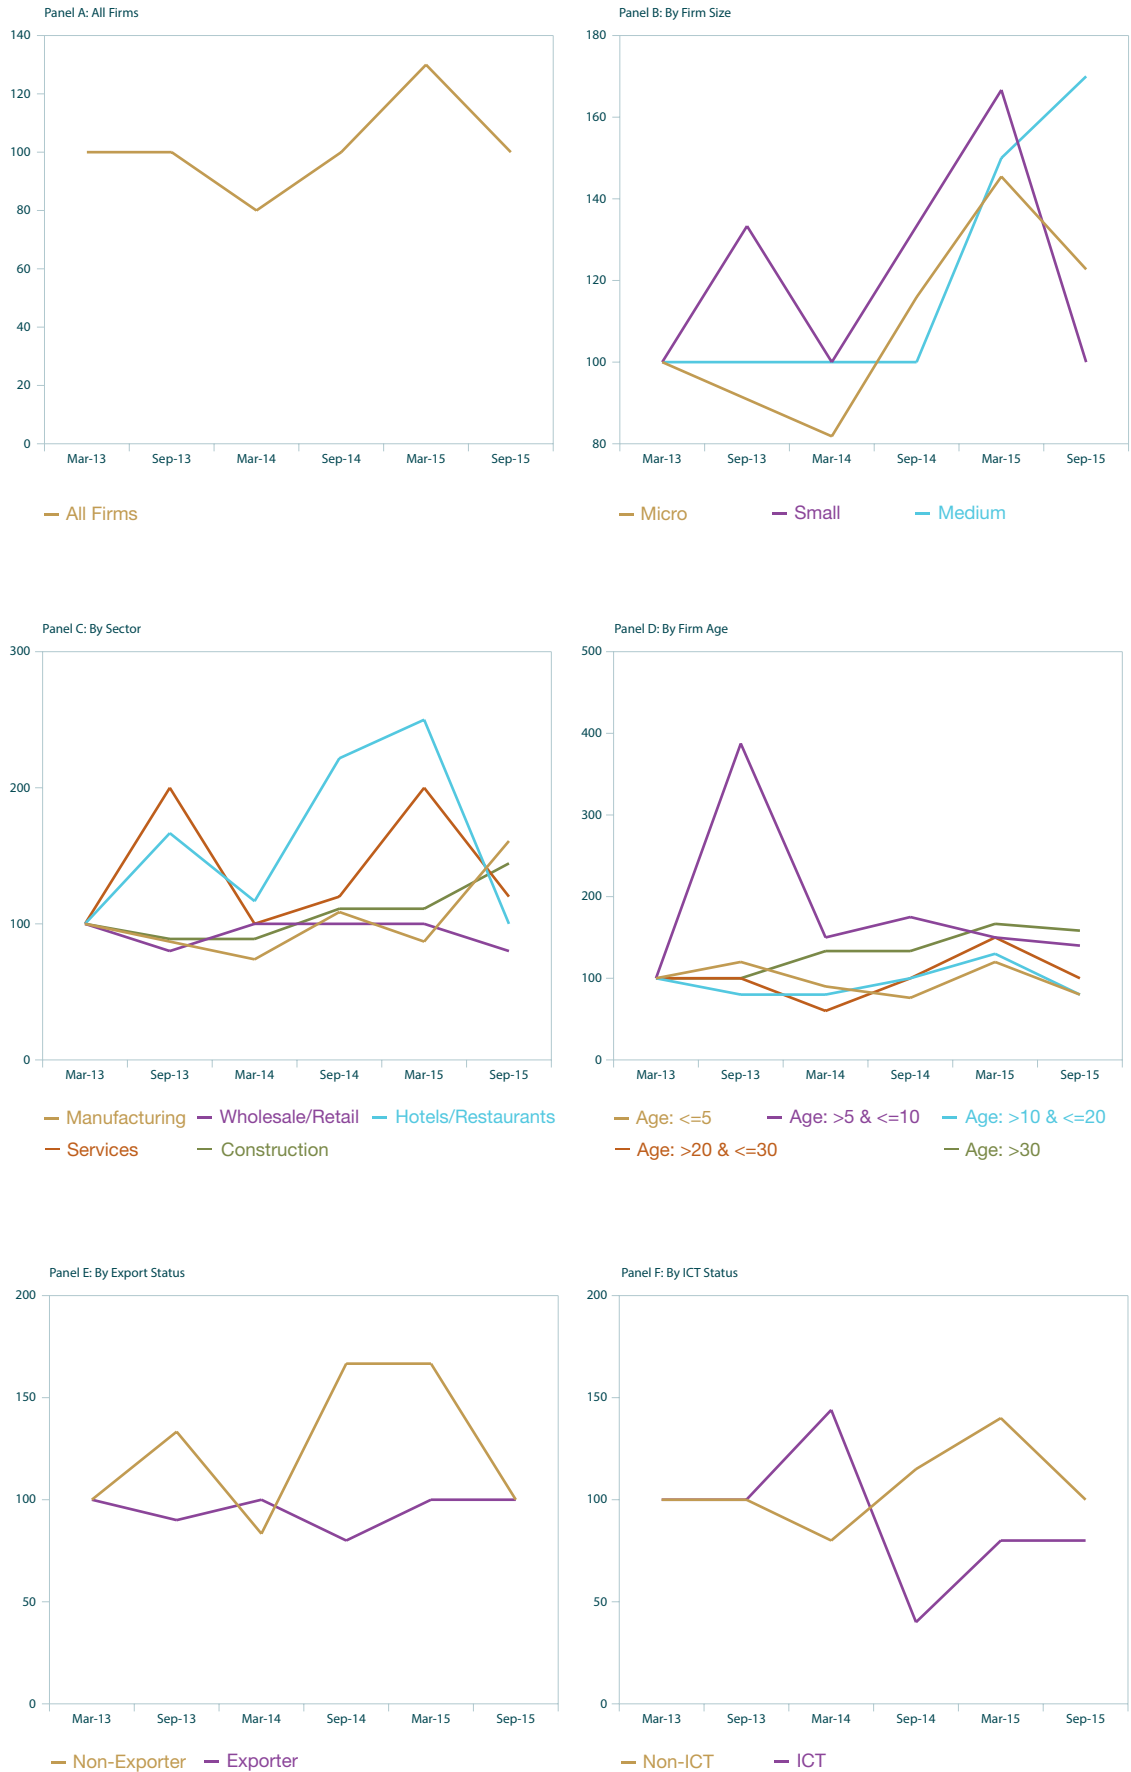 Panel A: All Firms
140
120
100
80
60
40
20
0
Mar-13 Sep-13 Mar-14 Sep-14 Mar-15 Sep-15
All Firms
Panel B: By Firm Size
180
160
140
120
100
80
Mar-13 Sep-13 Mar-14 Sep-14 Mar-15 Sep-15
Micro Small Medium
Panel C: By Sector
300
200
100
0
Mar-13 Sep-13 Mar-14 Sep-14 Mar-15 Sep-15
Manufacturing Wholesale/Retail Hotels/Restaurants
Services Construction
Panel D: By Firm Age
500
400
300
200
100
0
Mar-13 Sep-13 Mar-14 Sep-14 Mar-15 Sep-15
Age: <=5 Age: >5 & <=10 Age: >10 & <=20
Age: >20 & <=30 Age: >30
Panel E: By Export Status
200
150
100
50
0
Mar-13 Sep-13 Mar-14 Sep-14 Mar-15 Sep-15
Non-Exporter Exporter
Panel F: By ICT Status
200
150
100
50
0
Mar-13 Sep-13 Mar-14 Sep-14 Mar-15 Sep-15
Non-ICT ICT